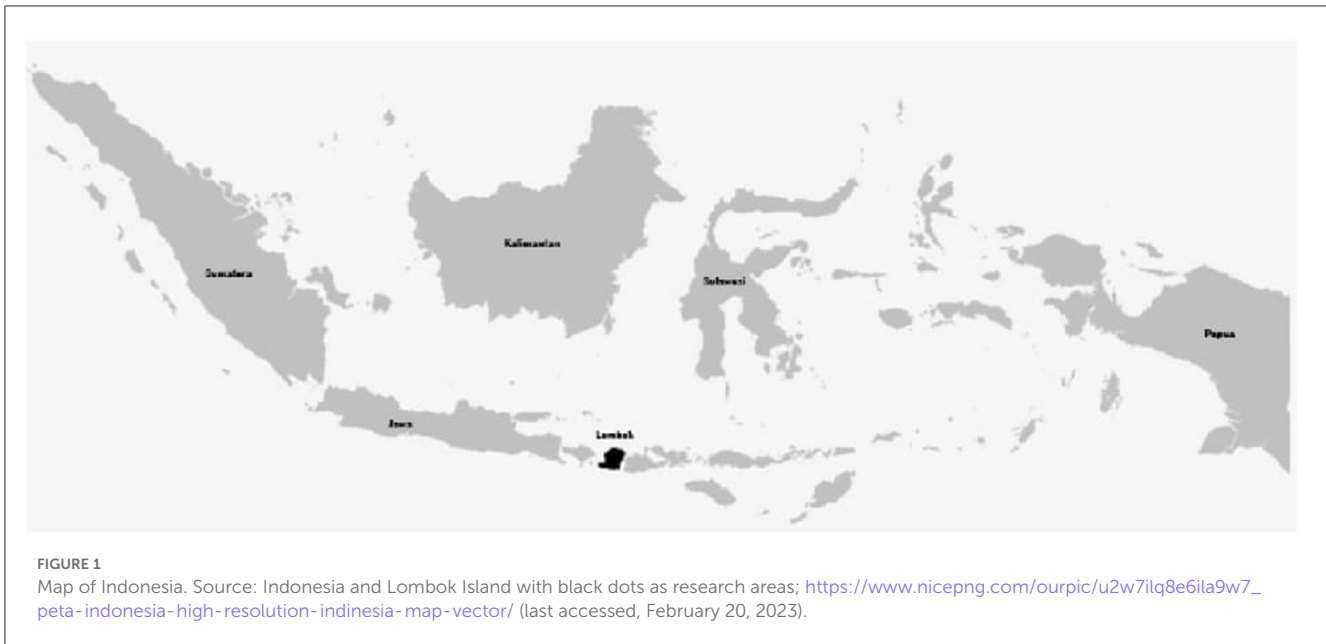 Kalimantan
Sumatera
Sulawesi
Papua
Jawa
Lombok
FIGURE 1
Map of Indonesia. Source: Indonesia and Lombok Island with black dots as research areas; https://www.nicepng.com/ourpic/u2w7ilq8e6ila9w7_
peta-indonesia-high-resolution-indinesia-map-vector/ (last accessed, February 20, 2023).